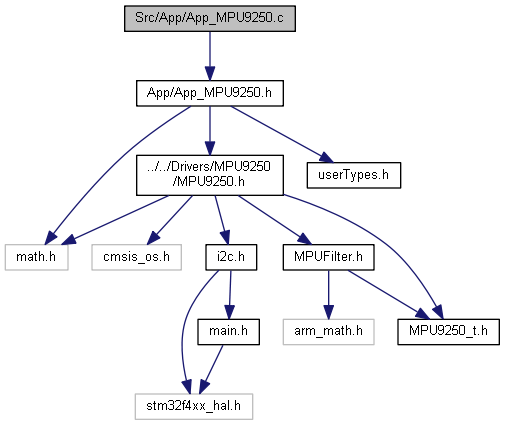 Src/App/App_MPU9250.c
App/App_MPU9250.h
../../Drivers/MPU9250
/MPU9250.h
userTypes.h
math.h
cmsis_os.h
i2c.h
MPUFilter.h
main.h
arm_math.h
MPU9250_t.h
stm32f4xx_hal.h